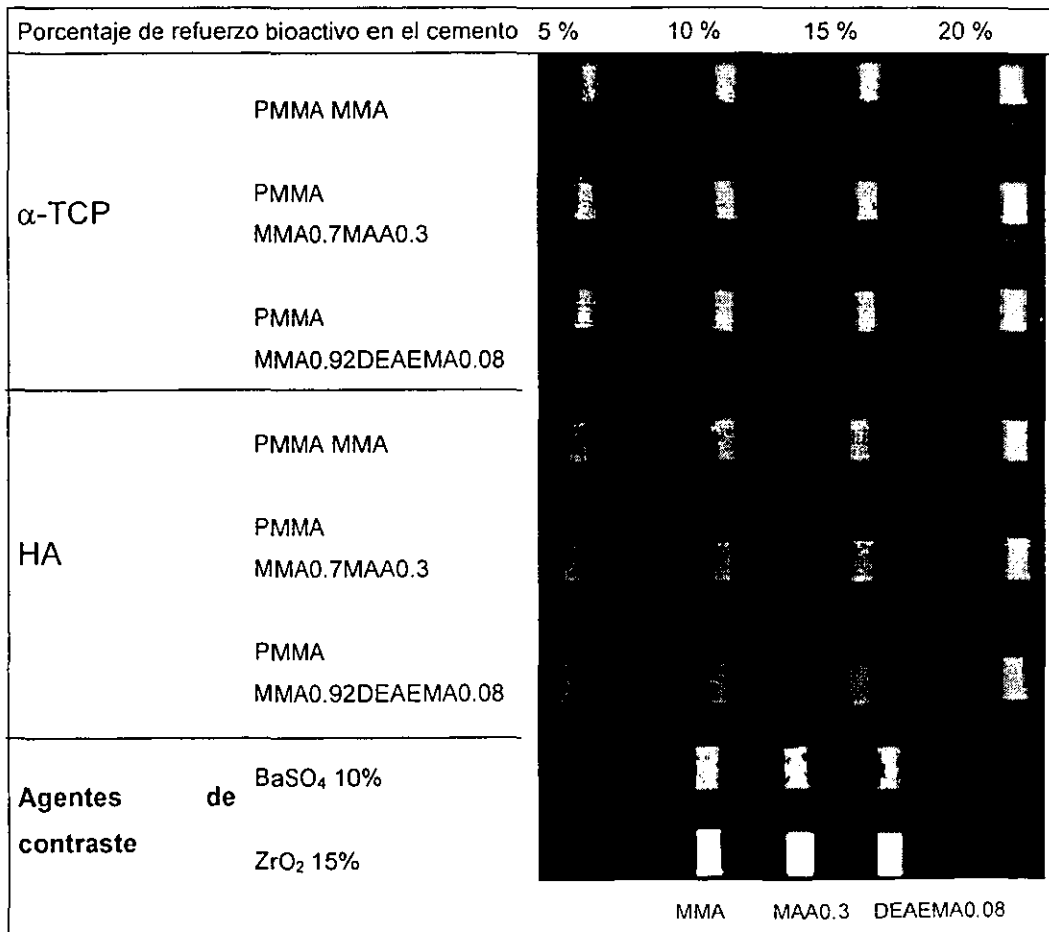 Porcentaje de refuerzo bioactivo en el cemento 5 % 10 % 15 % 20 %
PMMA MMA
α-TCP
PMMA
MMA0.7MAA0.3
PMMA
MMA0.92DEAEMA0.08
PMMA MMA
HA
PMMA
MMA0.7MAA0.3
PMMA
MMA0.92DEAEMA0.08
Agentes de
contraste
BaSO₄ 10%
ZrO₂ 15%
MMA MAA0.3 DEAEMA0.08